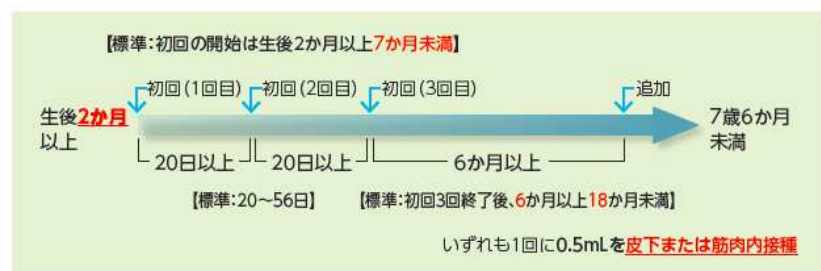 【標準:初回の開始は生後2か月以上7か月未満】
初回(1回目) 初回(2回目) 初回(3回目) 追加
生後2か月
以上
7歳6か月
未満
20日以上 20日以上 6か月以上
【標準:20〜56日】 【標準:初回3回終了後、6か月以上18か月未満】
いずれも1回に0.5mLを皮下または筋肉内接種